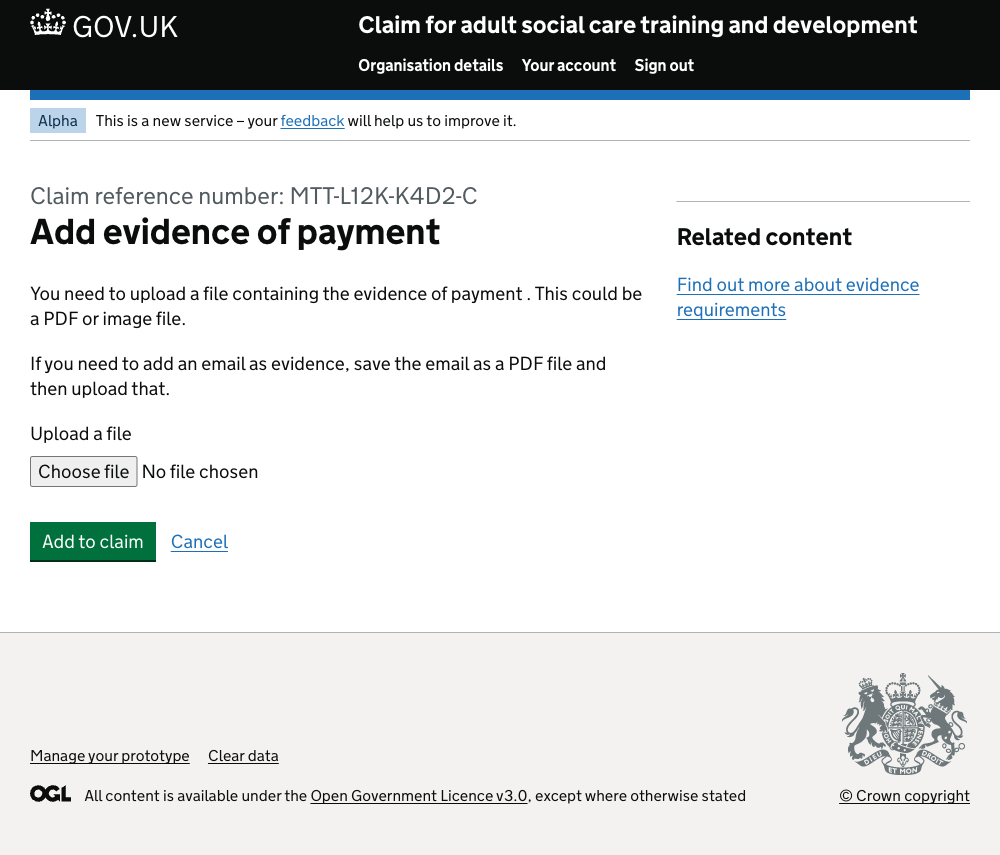 GOV.UK
Claim for adult social care training and development
Organisation details Your account Sign out
Alpha This is a new service – your feedback will help us to improve it.
Claim reference number: MTT-L12K-K4D2-C
Add evidence of payment
You need to upload a file containing the evidence of payment . This could be
a PDF or image file.
If you need to add an email as evidence, save the email as a PDF file and
then upload that.
Upload a file
Choose file No file chosen
Add to claim Cancel
Related content
Find out more about evidence
requirements
Manage your prototype Clear data
OGL All content is available under the Open Government Licence v3.0, except where otherwise stated
DIEU ET MON DROIT
© Crown copyright